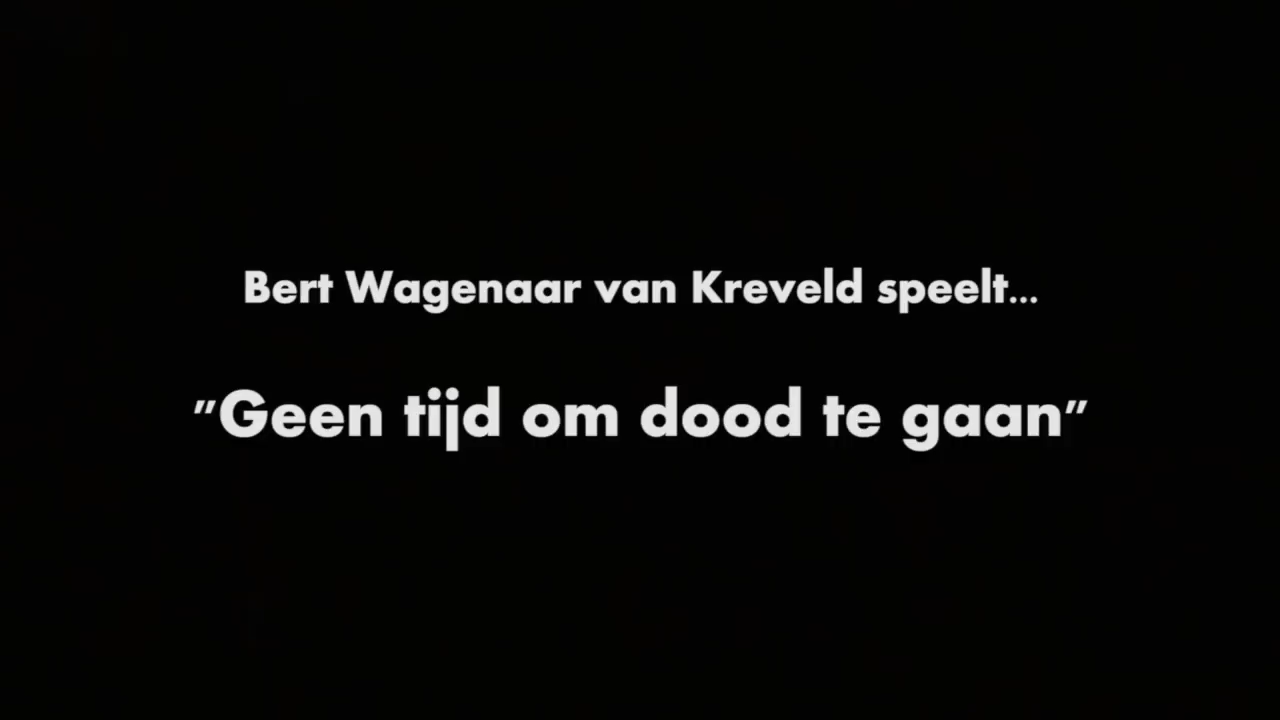 Bert Wagenaar van Kreveld speelt...
"Geen tijd om dood te gaan"